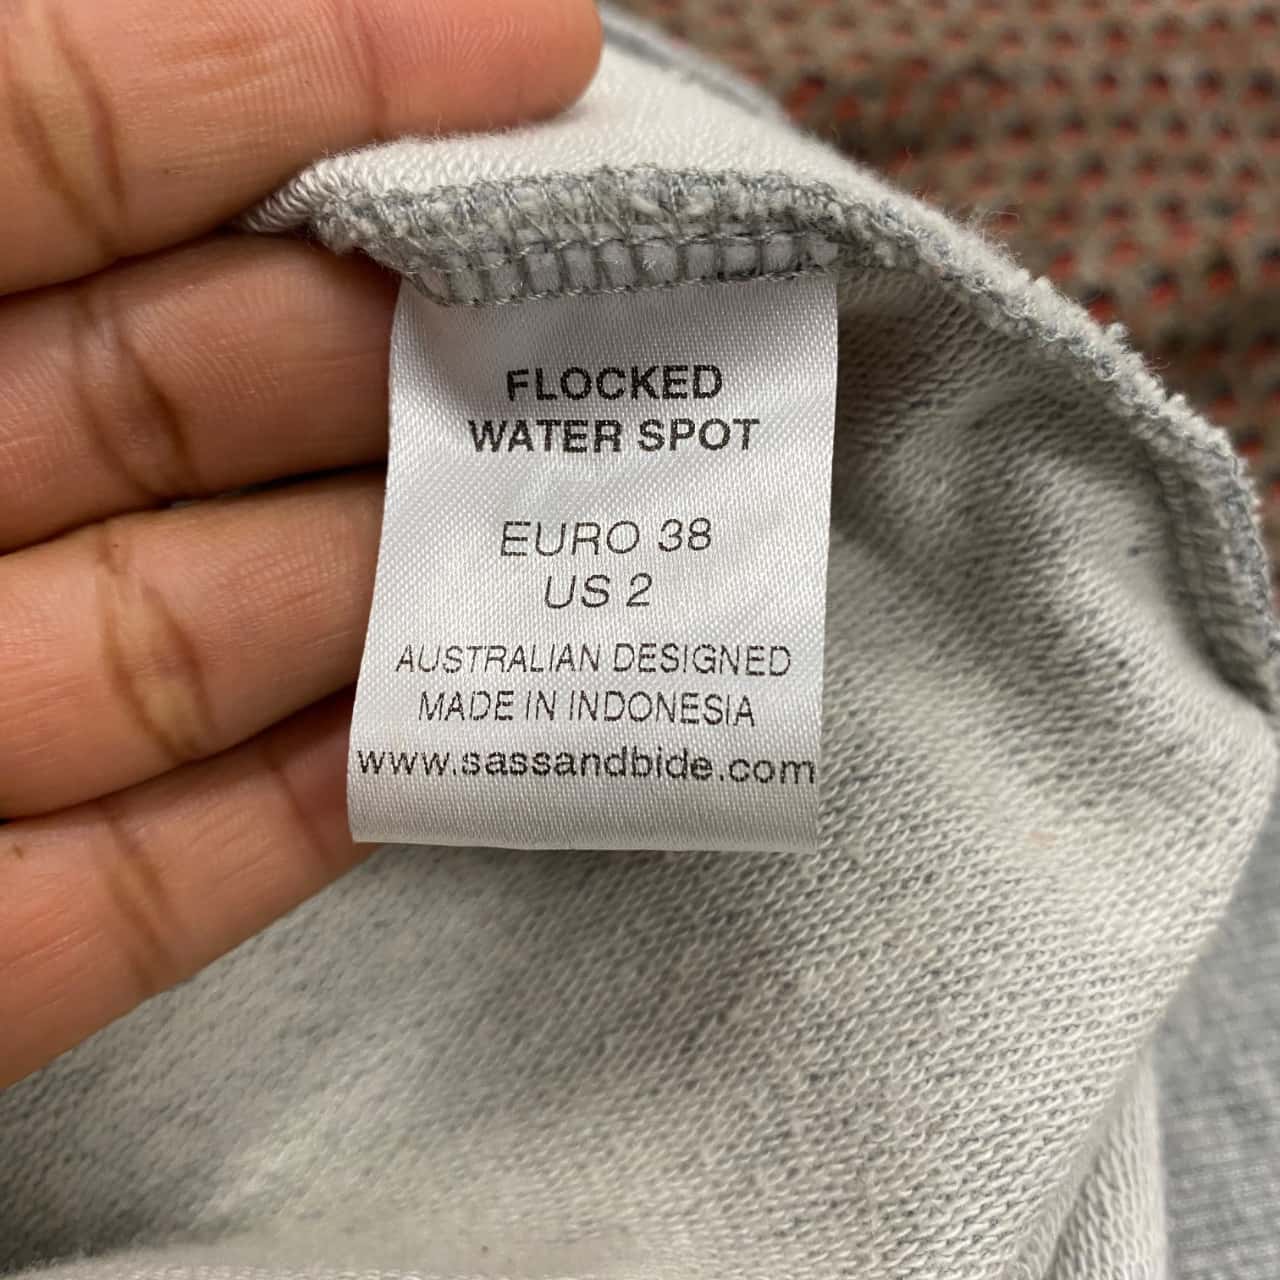 FLOCKED
WATER SPOT
EURO 38
US 2
AUSTRALIAN DESIGNED
MADE IN INDONESIA
www.sassandbide.com